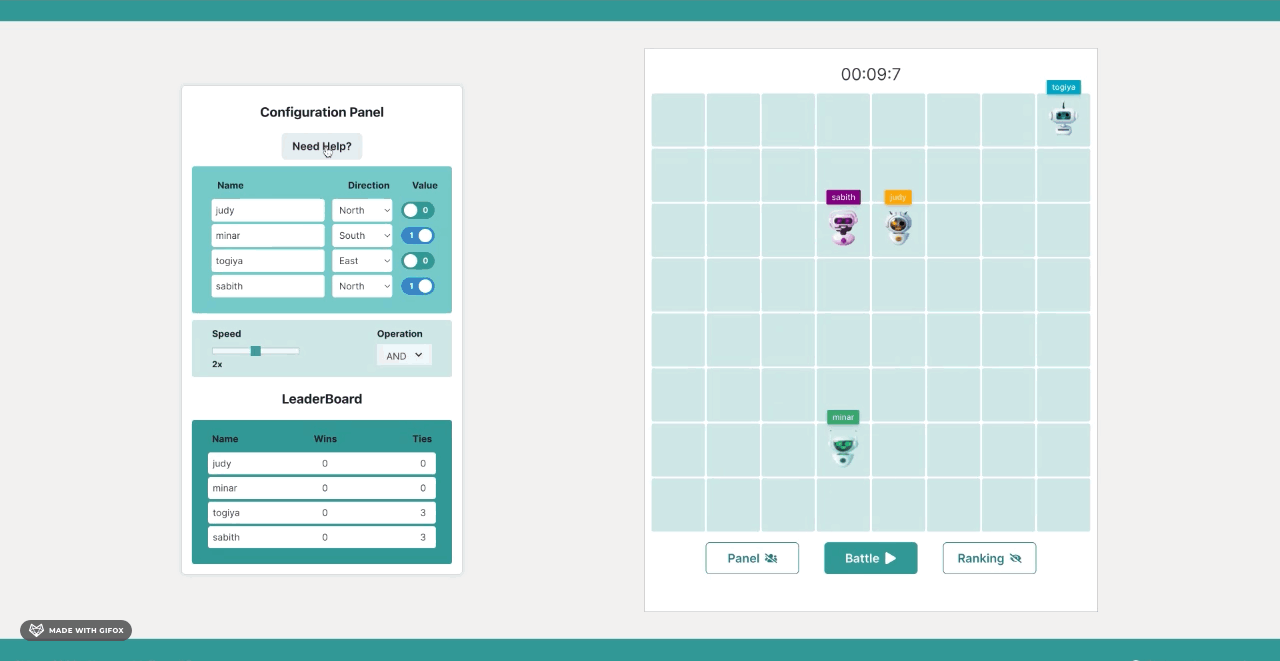 Configuration Panel
Need Help?
Name Direction Value
judy North 0
minar South 1
togiya East 0
sabith North 1
Speed Operation
2x AND
LeaderBoard
Name Wins Ties
judy 0 0
minar 0 0
togiya 0 3
sabith 0 3
00:09:7
togiya
sabith judy
minar
Panel Battle Ranking
MADE WITH GIFOX